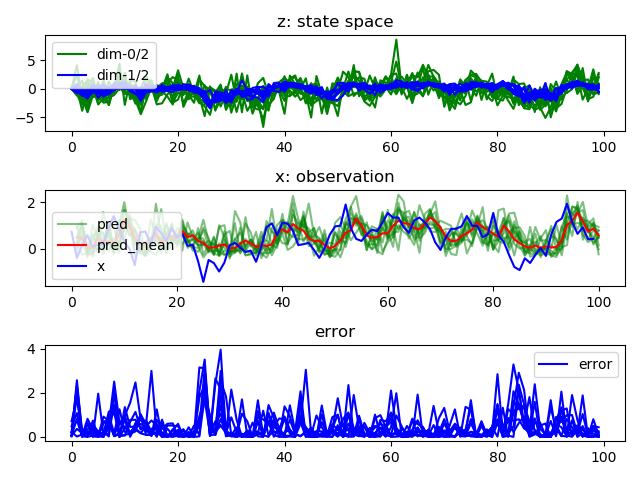 z: state space
5
0
−5
dim-0/2
dim-1/2
0 20 40 60 80 100
x: observation
2
0
pred
pred_mean
x
0 20 40 60 80 100
error
4
2
0
error
0 20 40 60 80 100